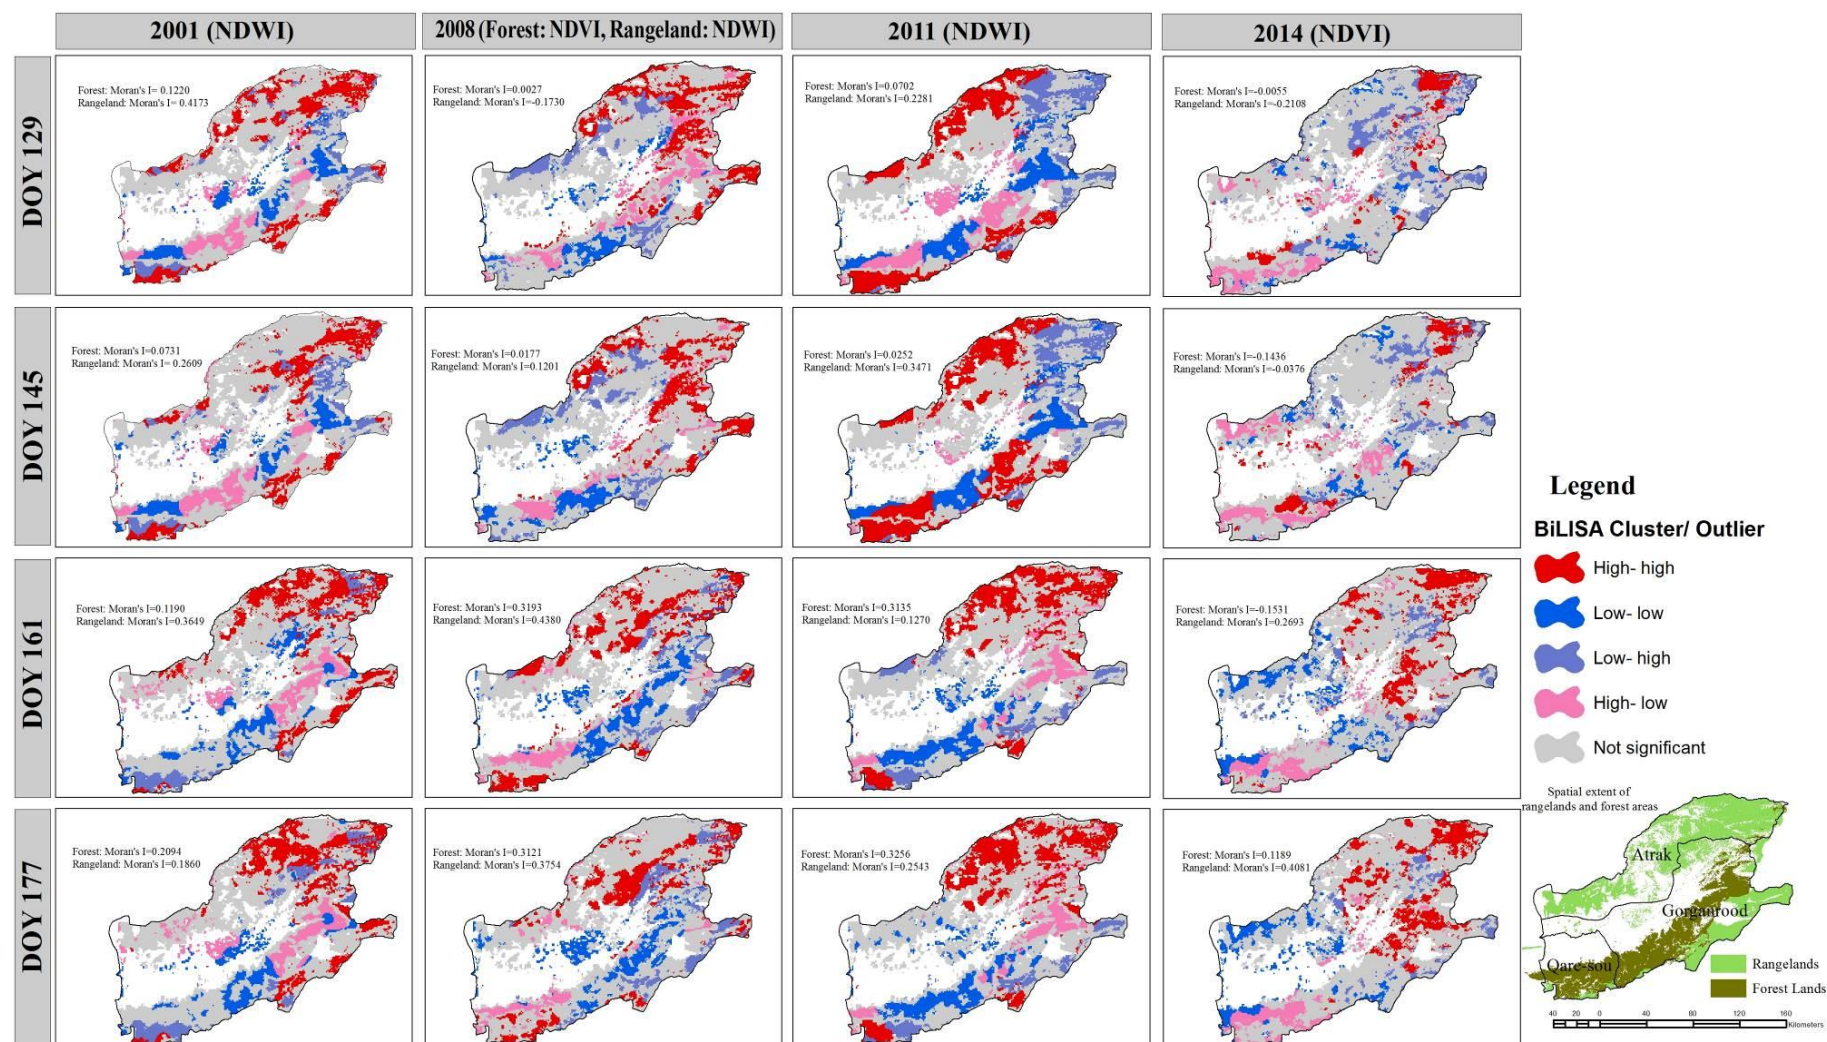 2001 (NDWI)
2008 (Forest: NDVI, Rangeland: NDWI)
2011 (NDWI)
2014 (NDVI)
DOY 129
Forest: Moran's I= 0.1220
Rangeland: Moran's I= 0.4173
Forest: Moran's I=0.0027
Rangeland: Moran's I=-0.1730
Forest: Moran's I=0.0702
Rangeland: Moran's I=0.2281
Forest: Moran's I=-0.0055
Rangeland: Moran's I=-0.2108
DOY 145
Forest: Moran's I=0.0731
Rangeland: Moran's I= 0.2609
Forest: Moran's I=0.0177
Rangeland: Moran's I=0.1201
Forest: Moran's I=0.0252
Rangeland: Moran's I=0.3471
Forest: Moran's I=-0.1436
Rangeland: Moran's I=-0.0376
DOY 161
Forest: Moran's I=0.1190
Rangeland: Moran's I=0.3649
Forest: Moran's I=0.3193
Rangeland: Moran's I=0.4380
Forest: Moran's I=0.3135
Rangeland: Moran's I=0.1270
Forest: Moran's I=-0.1531
Rangeland: Moran's I=0.2693
DOY 177
Forest: Moran's I=0.2094
Rangeland: Moran's I=0.1860
Forest: Moran's I=0.3121
Rangeland: Moran's I=0.3754
Forest: Moran's I=0.3256
Rangeland: Moran's I=0.2543
Forest: Moran's I=0.1189
Rangeland: Moran's I=0.4081
Legend
BiLISA Cluster/ Outlier
High- high
Low- low
Low- high
High- low
Not significant
Spatial extent of
rangelands and forest areas
Atrak
Gorganrood
Qare-sou
Rangelands
Forest Lands
40 20 0 40 80 120 160
Kilometers